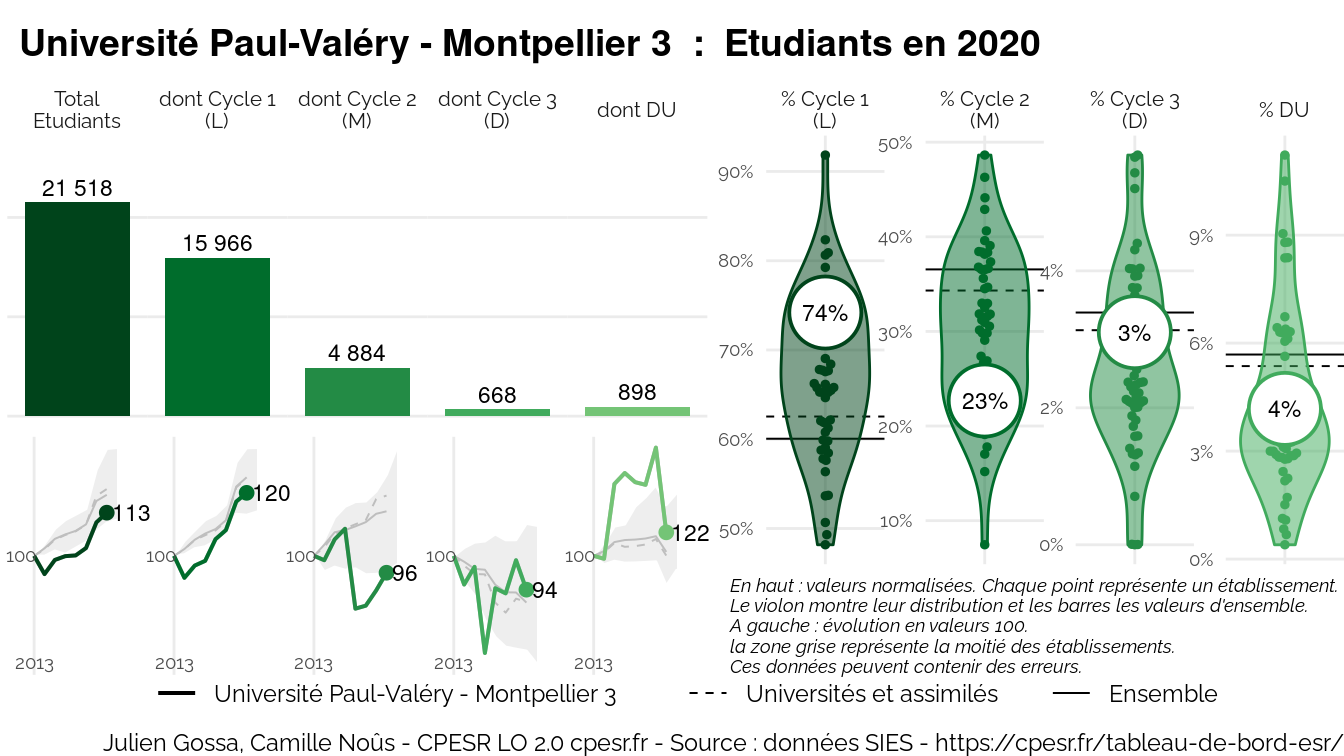 Université Paul-Valéry - Montpellier 3 : Etudiants en 2020
Total
Etudiants
dont Cycle 1
(L)
dont Cycle 2
(M)
dont Cycle 3
(D)
dont DU
21 518
15 966
4 884
668
898
100
113
2013
100
120
2013
100
96
2013
100
94
2013
100
122
2013
% Cycle 1
(L)
90%
80%
70%
60%
50%
74%
% Cycle 2
(M)
50%
40%
30%
20%
10%
23%
% Cycle 3
(D)
4%
2%
0%
3%
% DU
9%
6%
3%
0%
4%
En haut : valeurs normalisées. Chaque point représente un établissement.
Le violon montre leur distribution et les barres les valeurs d'ensemble.
A gauche : évolution en valeurs 100.
la zone grise représente la moitié des établissements.
Ces données peuvent contenir des erreurs.
Université Paul-Valéry - Montpellier 3
Universités et assimilés
Ensemble
Julien Gossa, Camille Noûs - CPESR LO 2.0 cpesr.fr - Source : données SIES - https://cpesr.fr/tableau-de-bord-esr/